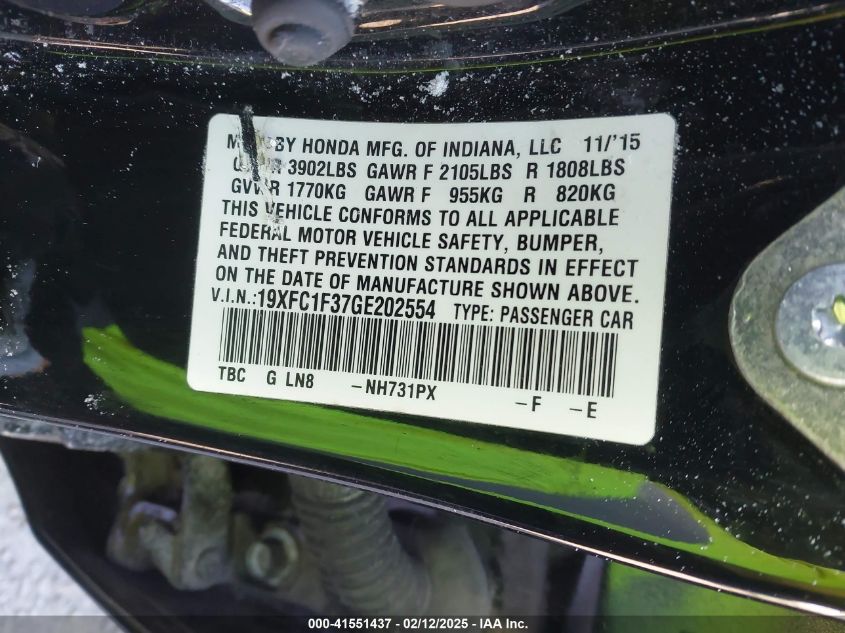 BY HONDA MFG. OF INDIANA, LLC 11/'15
3902LBS GAWR F 2105LBS R 1808LBS
GVWR 1770KG GAWR F 955KG R 820KG
THIS VEHICLE CONFORMS TO ALL APPLICABLE
FEDERAL MOTOR VEHICLE SAFETY, BUMPER,
AND THEFT PREVENTION STANDARDS IN EFFECT
ON THE DATE OF MANUFACTURE SHOWN ABOVE.
V.I.N.:19XFC1F37GE202554 TYPE: PASSENGER CAR
TBC G LN8 -NH731PX -F -E
000-41551437 - 02/12/2025 - © IAA Inc.